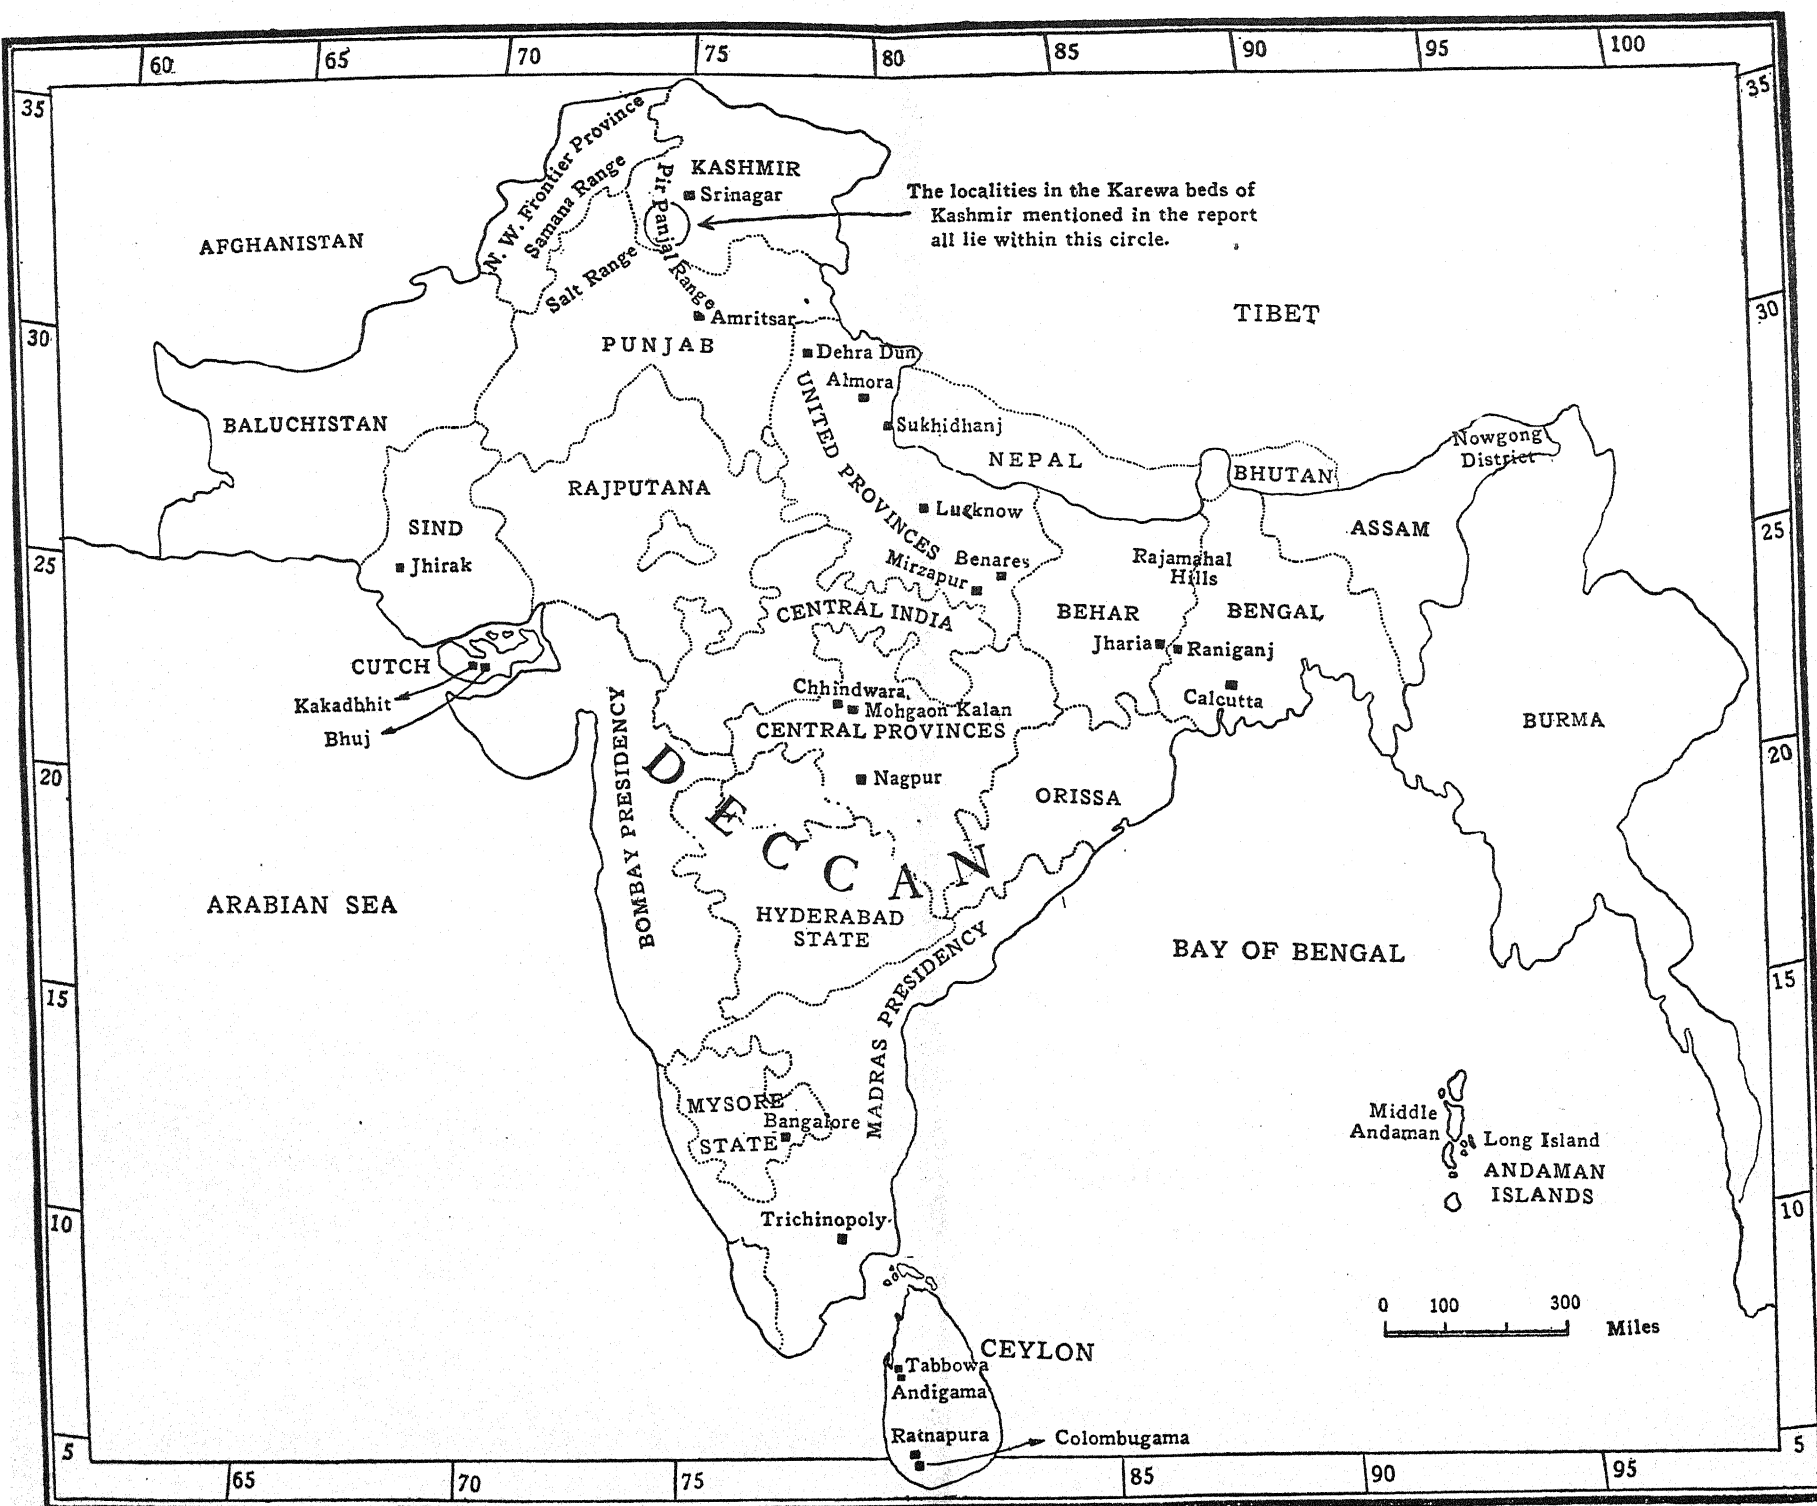 60
65
70
75
80
85
90
95
100
35
35
N. W. Frontier Province
Samana Range
Salt Range
Pir Panjal Range
KASHMIR
Srinagar
The localities in the Karewa beds of
Kashmir mentioned in the report
all lie within this circle.
AFGHANISTAN
TIBET
30
30
Amritsar
PUNJAB
Dehra Dun
Almora
BALUCHISTAN
Sukhidhanj
UNITED PROVINCES
NEPAL
BHUTAN
Nowgong
District
RAJPUTANA
Lucknow
SIND
ASSAM
25
25
Jhirak
Mirzapur
Benares
Rajamahal
Hills
CENTRAL INDIA
BEHAR
BENGAL
Jharia
Raniganj
CUTCH
Kakadbhit
Bhuj
Chhindwara
Mohgaon Kalan
CENTRAL PROVINCES
Calcutta
BURMA
20
20
BOMBAY PRESIDENCY
DECCAN
Nagpur
ORISSA
ARABIAN SEA
HYDERABAD
STATE
BAY OF BENGAL
15
15
MADRAS PRESIDENCY
MYSORE
STATE
Bangalore
Middle
Andaman
Long Island
ANDAMAN
ISLANDS
10
10
Trichinopoly
0 100 300
Miles
CEYLON
Tabbowa
Andigama
Ratnapura
Colombugama
5
5
65
70
75
85
90
95